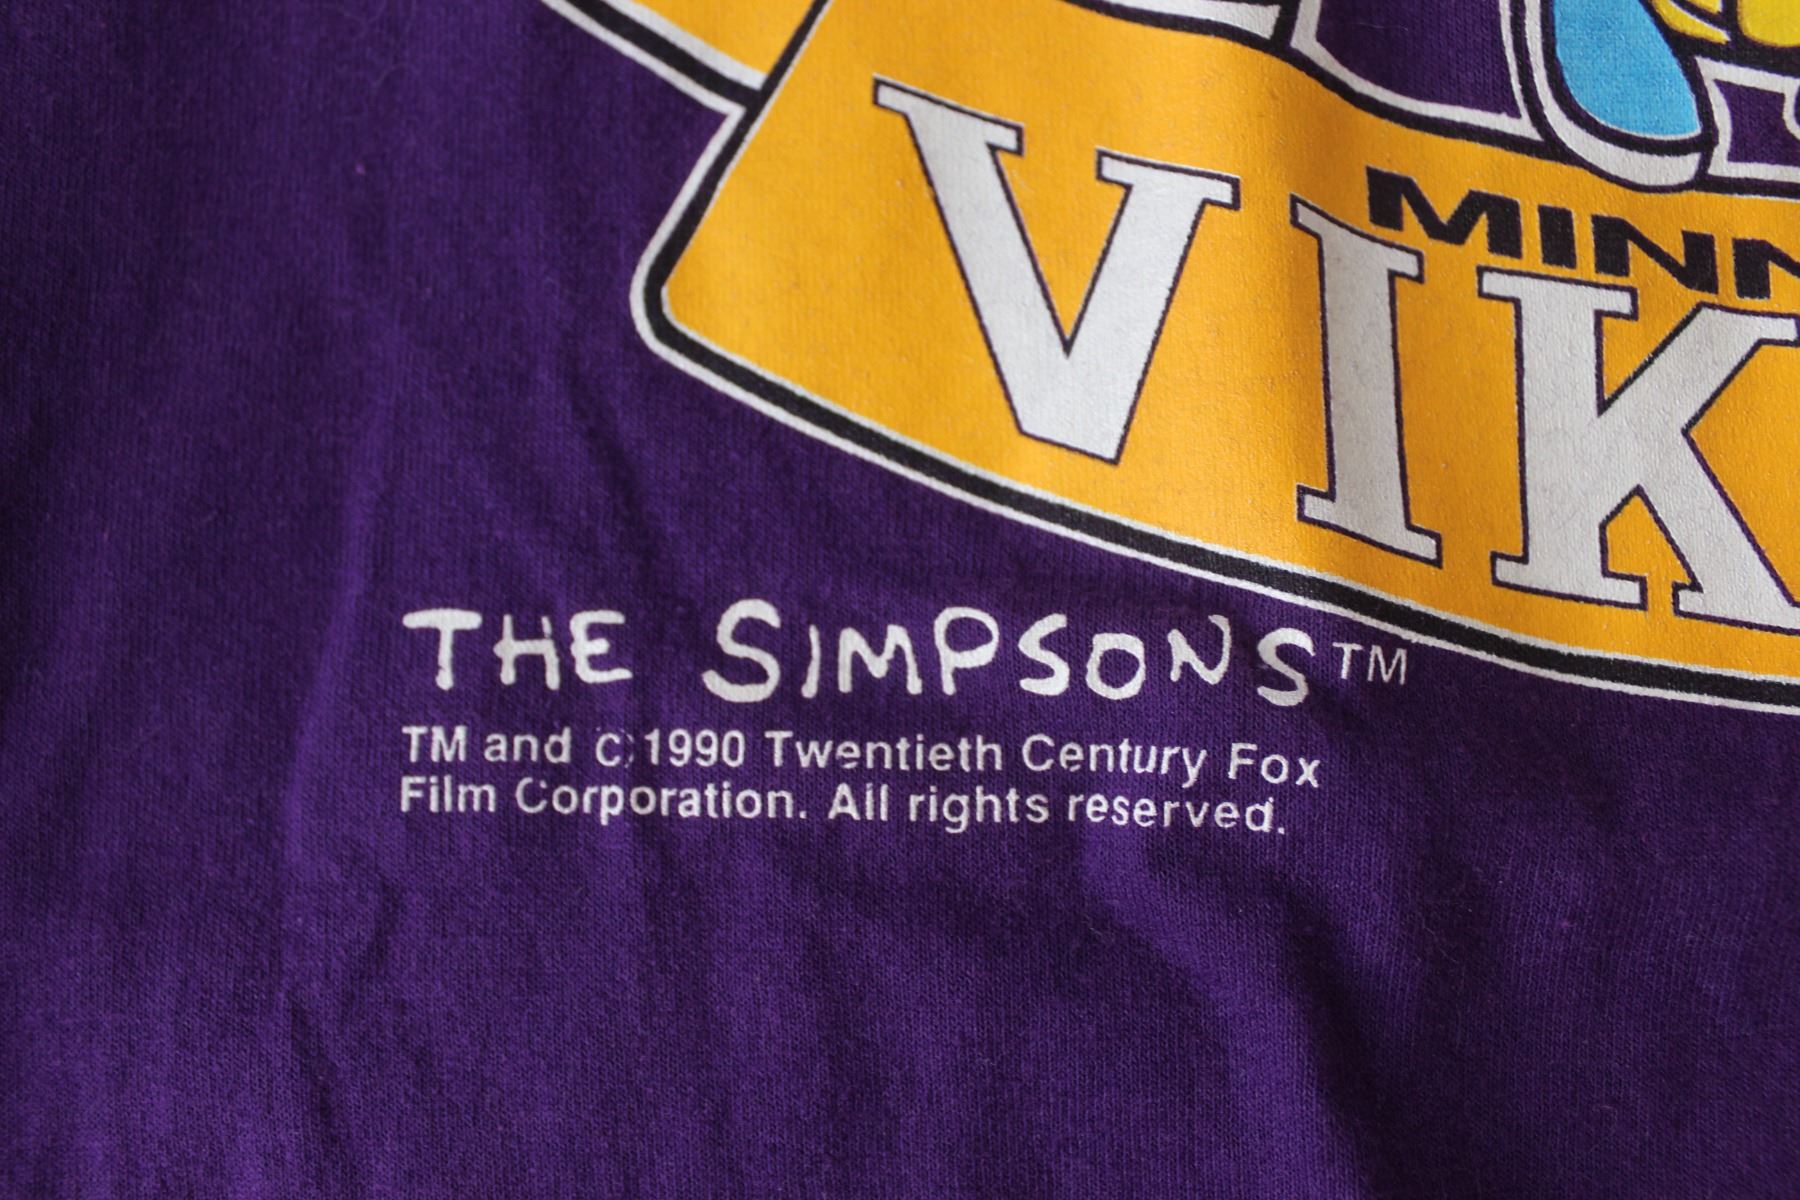 MINN
VIK
THE SIMPSONS™
TM and ©1990 Twentieth Century Fox
Film Corporation. All rights reserved.